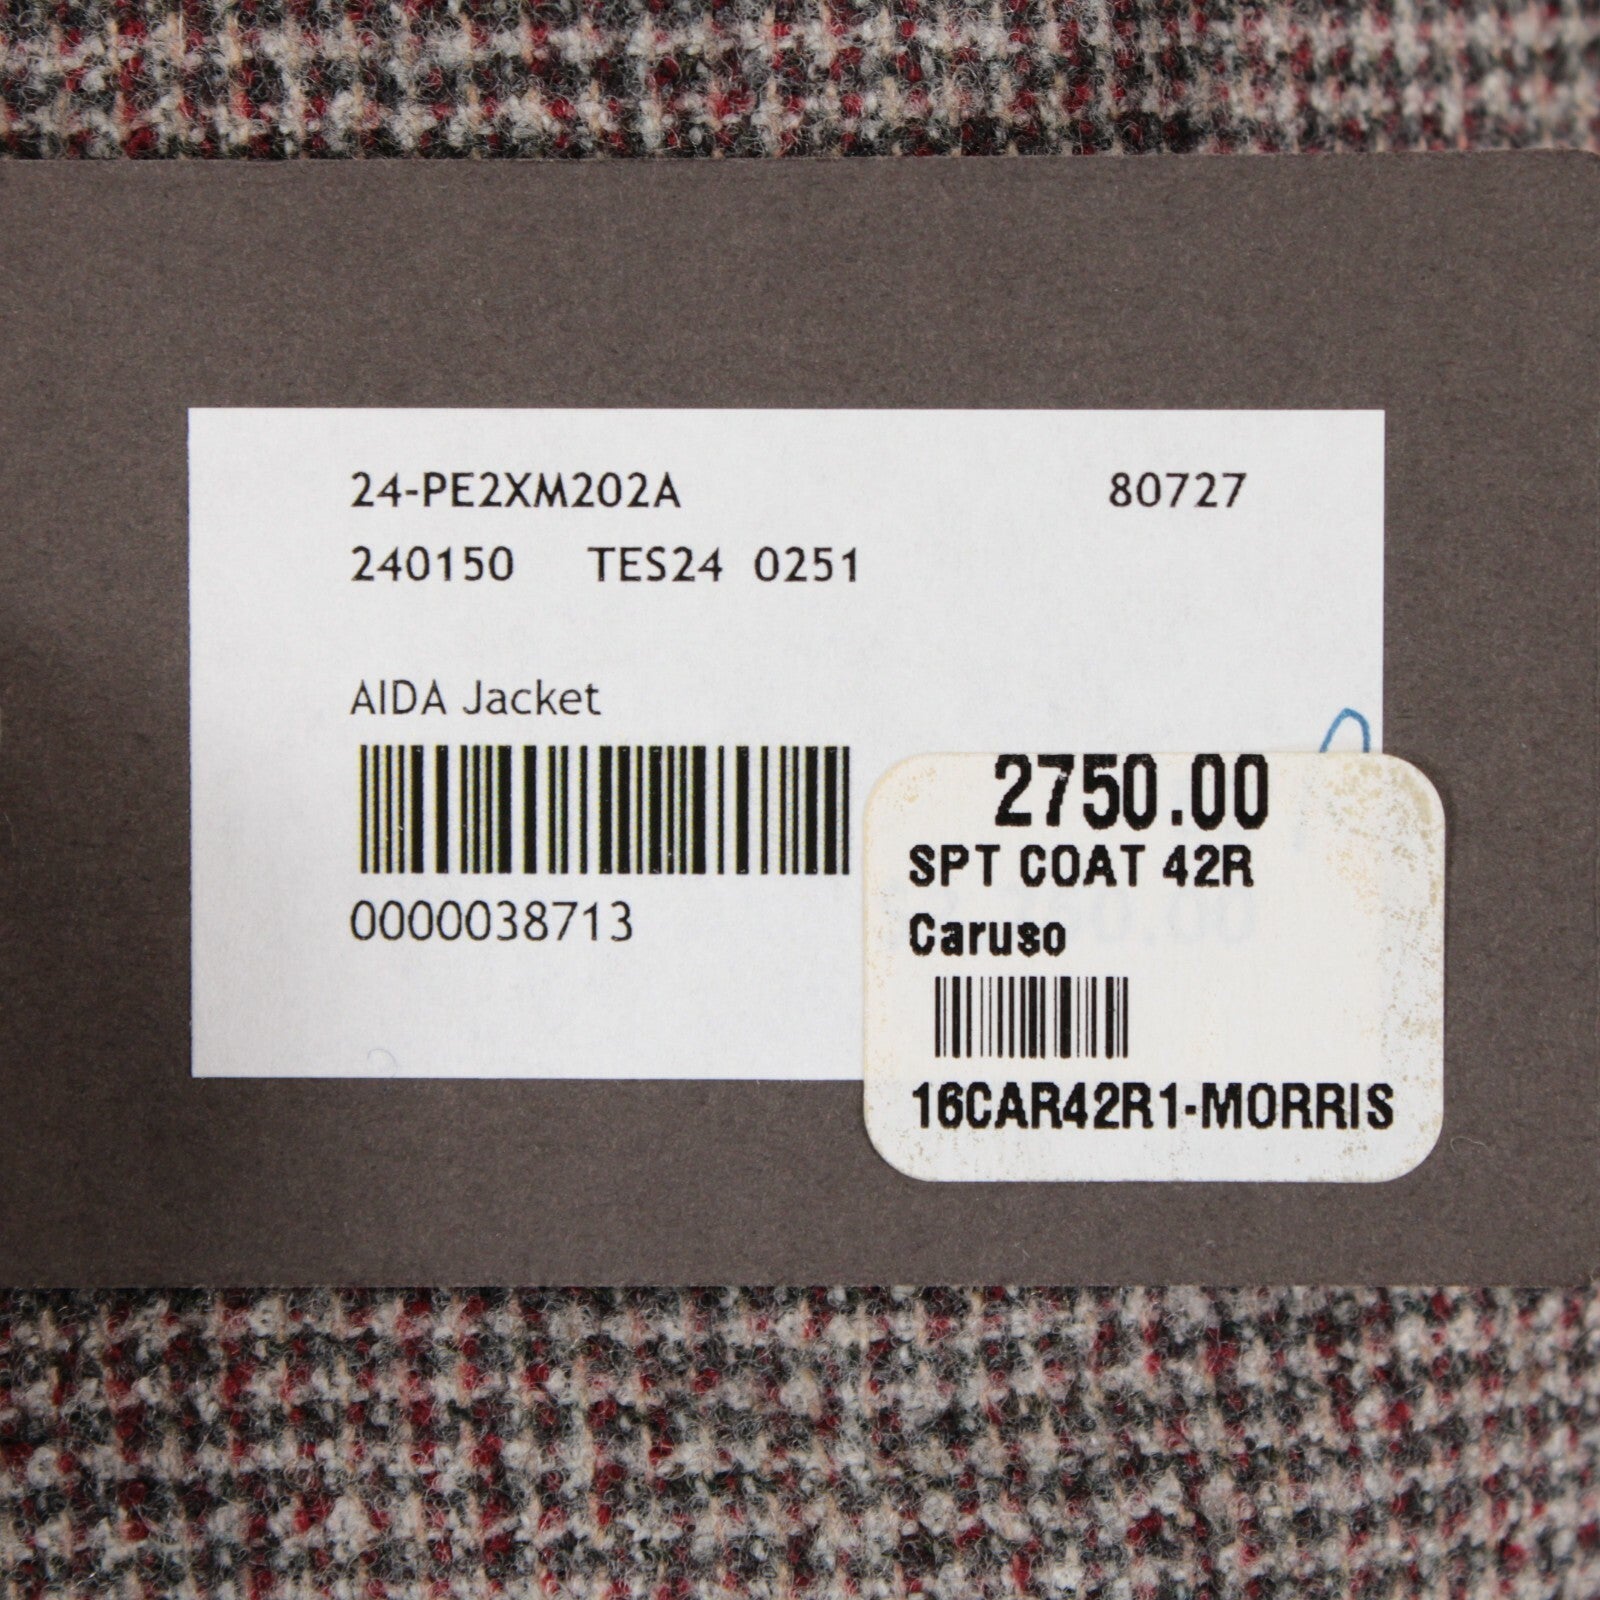 24-PE2XM202A 80727
240150 TES24 0251
AIDA Jacket
0000038713
2750.00
SPT COAT 42R
Caruso
16CAR42R1-MORRIS